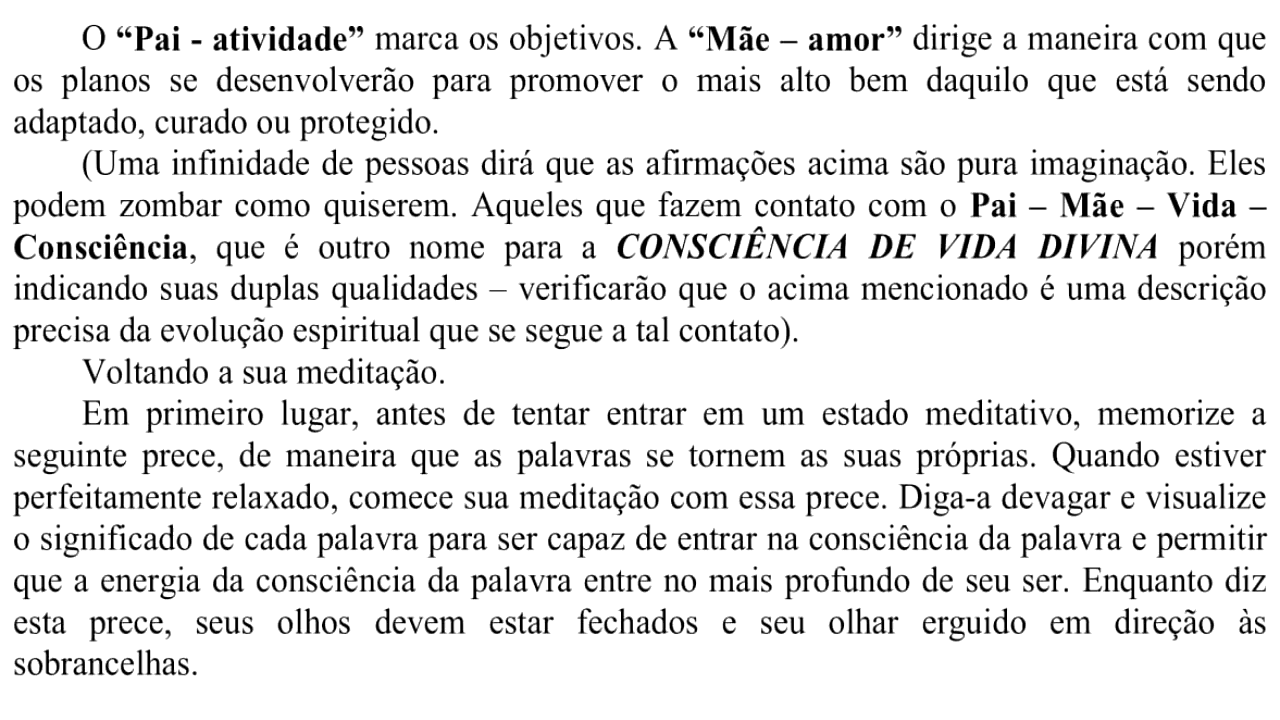 O “Pai - atividade” marca os objetivos. A “Mãe – amor” dirige a maneira com que
os planos se desenvolverão para promover o mais alto bem daquilo que está sendo
adaptado, curado ou protegido.
(Uma infinidade de pessoas dirá que as afirmações acima são pura imaginação. Eles
podem zombar como quiserem. Aqueles que fazem contato com o Pai – Mãe – Vida –
Consciência, que é outro nome para a CONSCIÊNCIA DE VIDA DIVINA porém
indicando suas duplas qualidades – verificarão que o acima mencionado é uma descrição
precisa da evolução espiritual que se segue a tal contato).
Voltando a sua meditação.
Em primeiro lugar, antes de tentar entrar em um estado meditativo, memorize a
seguinte prece, de maneira que as palavras se tornem as suas próprias. Quando estiver
perfeitamente relaxado, comece sua meditação com essa prece. Diga-a devagar e visualize
o significado de cada palavra para ser capaz de entrar na consciência da palavra e permitir
que a energia da consciência da palavra entre no mais profundo de seu ser. Enquanto diz
esta prece, seus olhos devem estar fechados e seu olhar erguido em direção às
sobrancelhas.